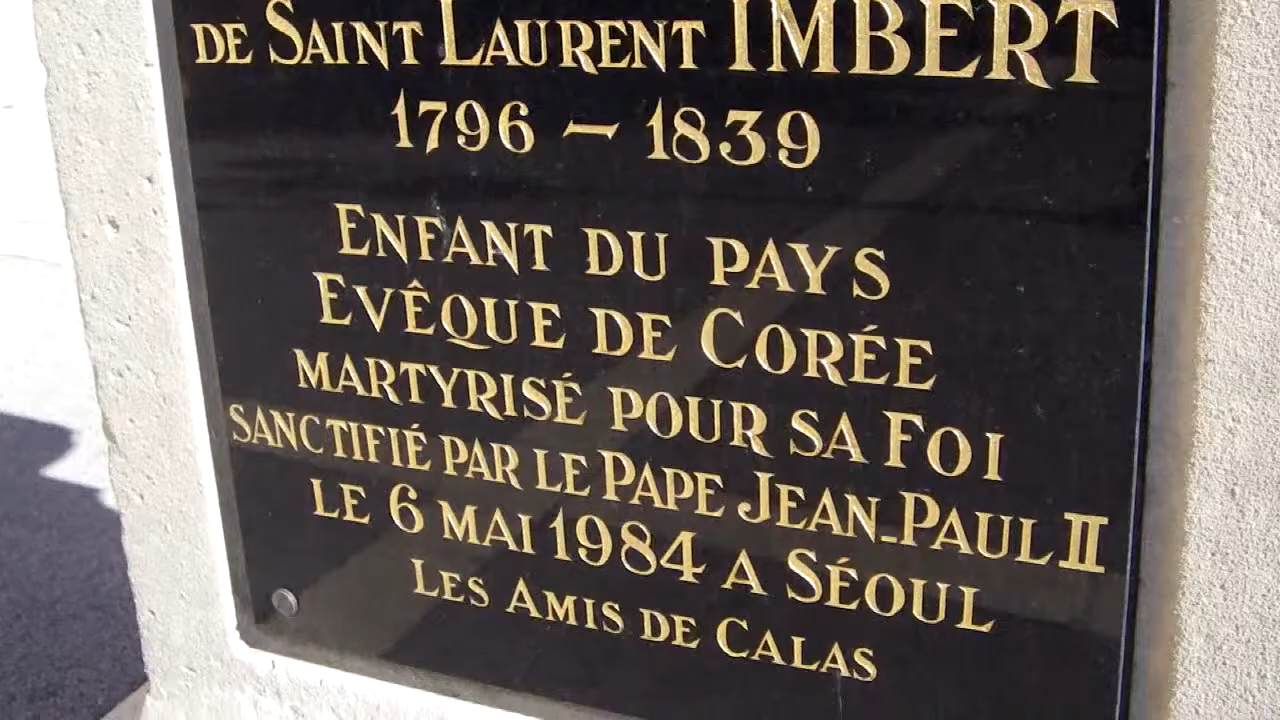 DE SAINT LAURENT IMBERT
1796 – 1839
ENFANT DU PAYS
EVÊQUE DE CORÉE
MARTYRISÉ POUR SA FOI
SANCTIFIÉ PAR LE PAPE JEAN-PAUL II
LE 6 MAI 1984 A SÉOUL
LES AMIS DE CALAS